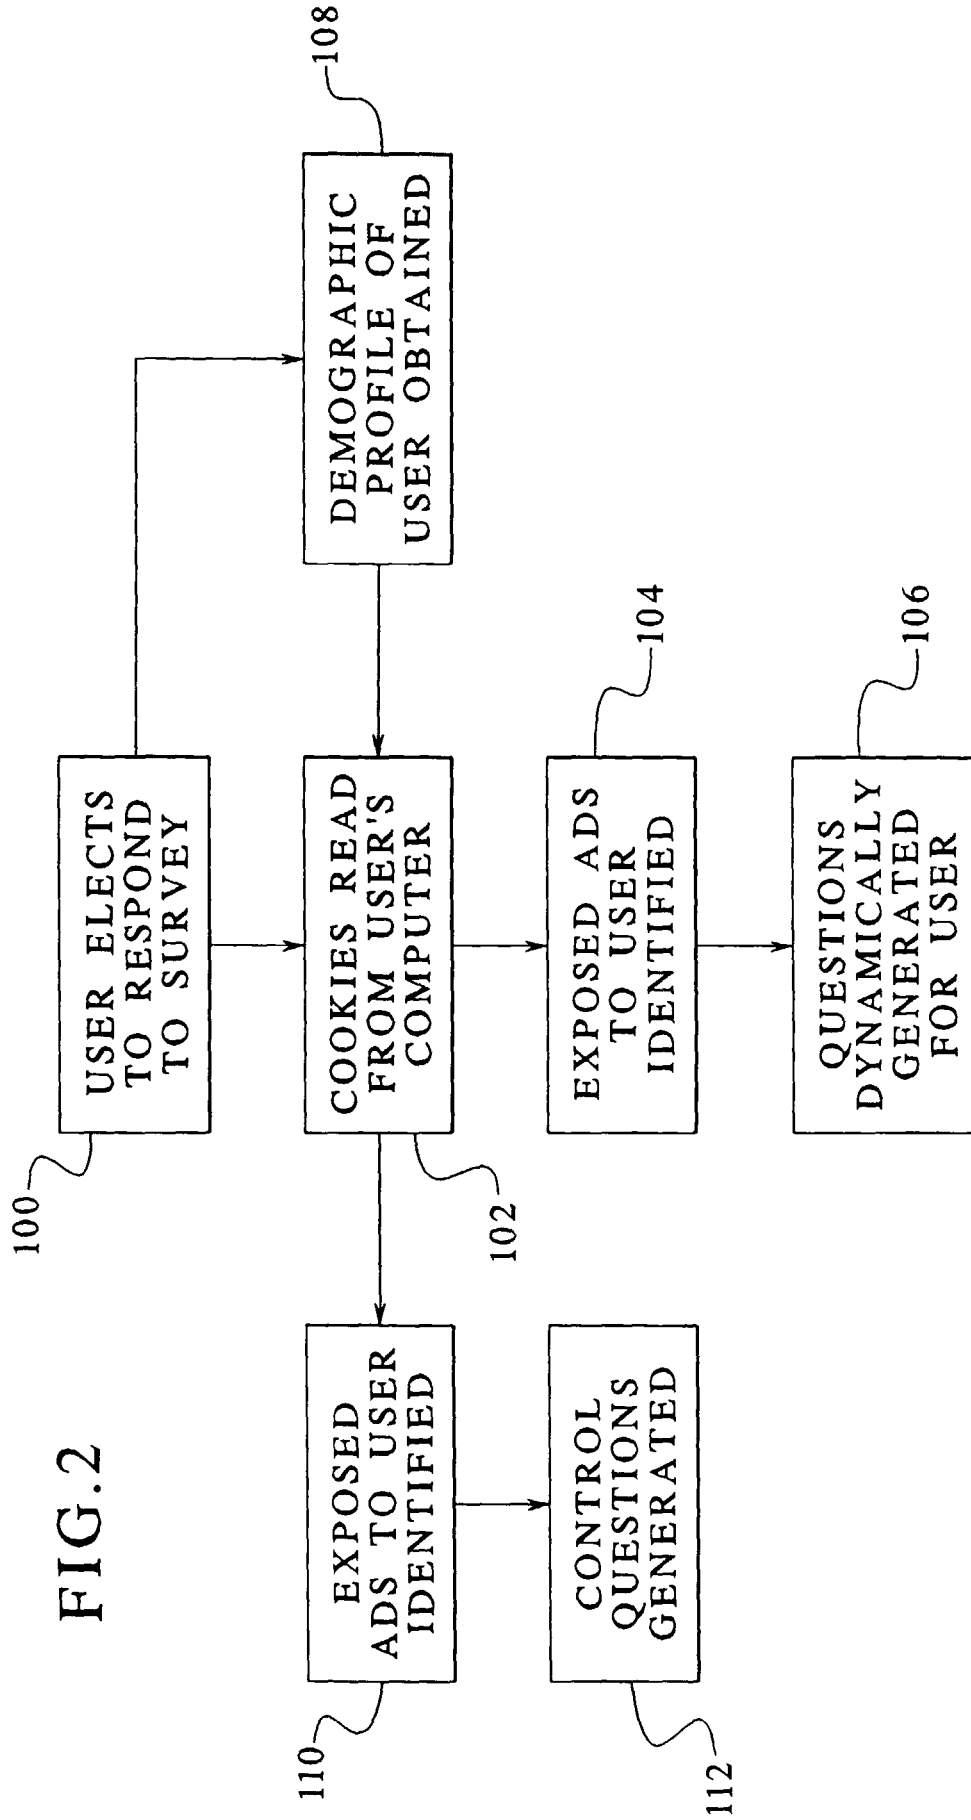 FIG.2
100
USER ELECTS
TO RESPOND
TO SURVEY
108
DEMOGRAPHIC
PROFILE OF
USER OBTAINED
102
COOKIES READ
FROM USER'S
COMPUTER
110
EXPOSED
ADS TO USER
IDENTIFIED
104
EXPOSED ADS
TO USER
IDENTIFIED
112
CONTROL
QUESTIONS
GENERATED
106
QUESTIONS
DYNAMICALLY
GENERATED
FOR USER